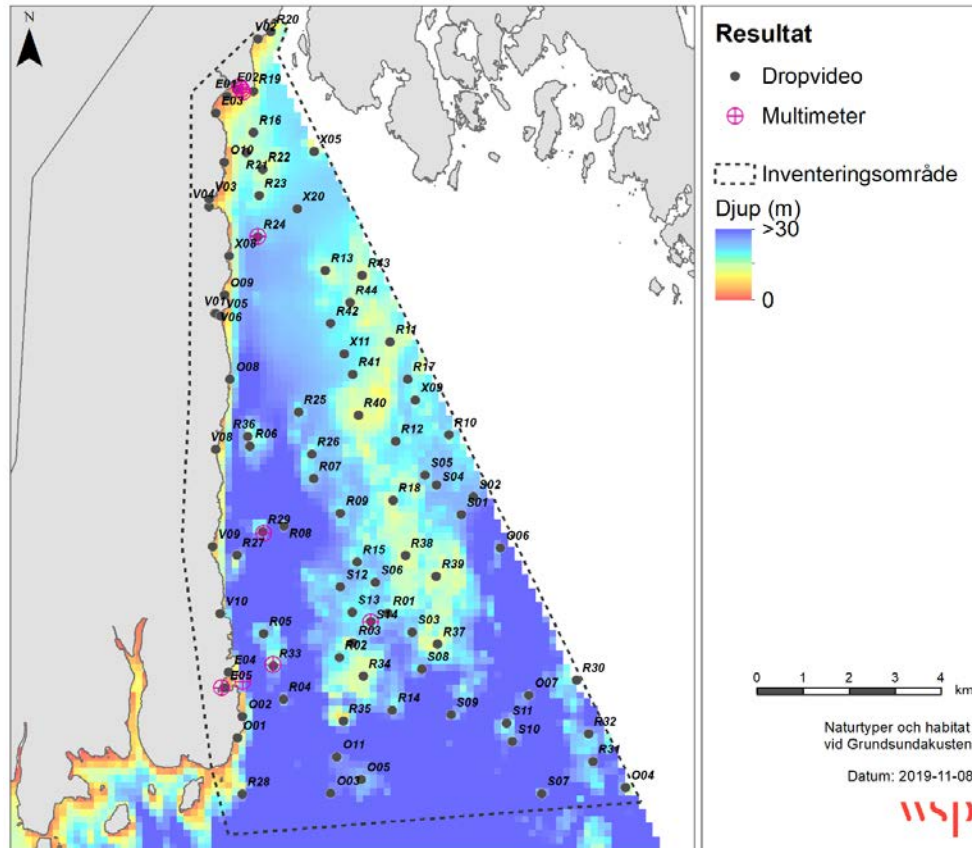 N
R20
V02
E02
E01
R19
E03
R16
X05
O10
R22
R21
V03
R23
V04
X20
R24
X08
R13
R43
O09
R44
V01
V05
V06
R42
R11
X11
R41
O08
R17
X09
R25
R40
R36
R06
R10
V08
R12
R26
R07
S05
S04
R18
S02
S01
R09
R29
R08
V09
R27
O06
R15
R38
S12
S06
R39
V10
S13
R01
S14
R05
R03
S03
R02
R37
E04
R33
R34
S08
R30
E05
R04
O07
O02
R35
R14
S09
S11
O01
S10
R32
O11
R31
R28
O03
O05
S07
O04
Resultat
Dropvideo
Multimeter
Inventeringsområde
Djup (m)
>30
0
0 1 2 4
km
Naturtyper och habitat
vid Grundsundakusten
Datum: 2019-11-08
wsp